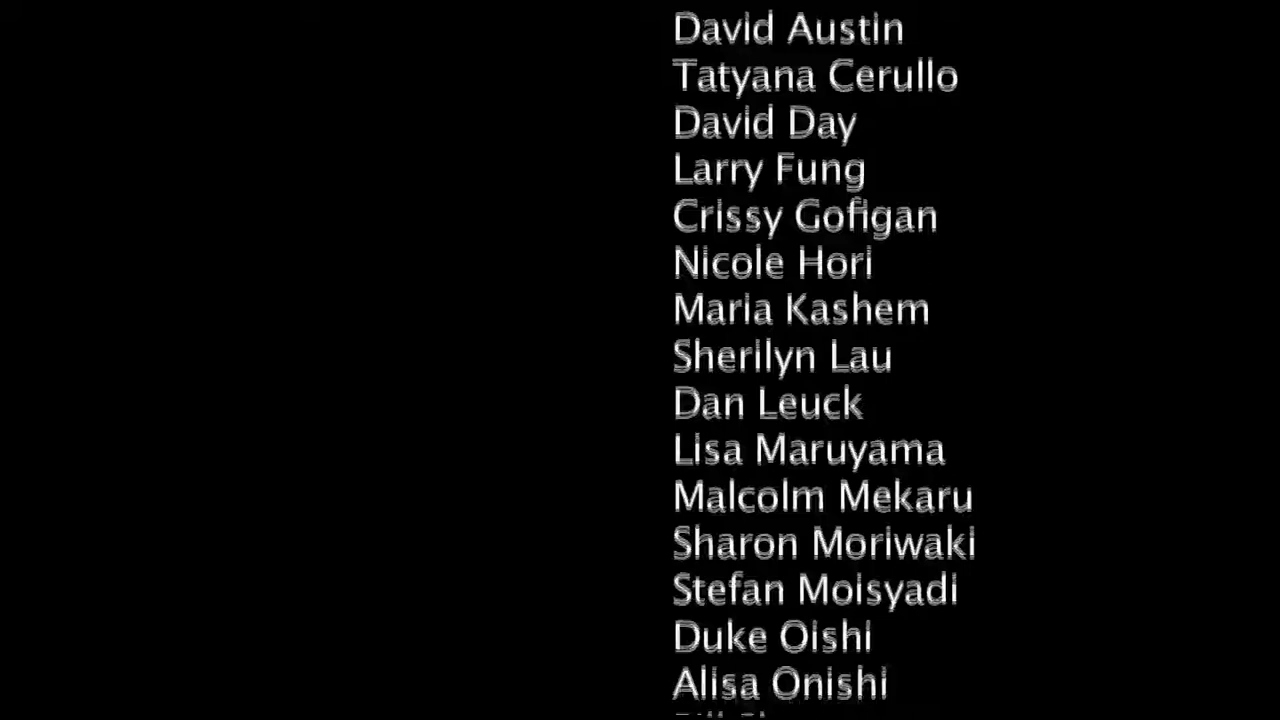 David Austin
Tatyana Cerullo
David Day
Larry Fung
Crissy Gofigan
Nicole Hori
Maria Kashem
Sherilyn Lau
Dan Leuck
Lisa Maruyama
Malcolm Mekaru
Sharon Moriwaki
Stefan Moisyadi
Duke Oishi
Alisa Onishi